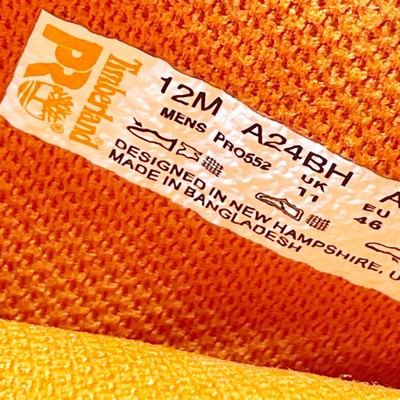 Timberland
PRO
®
12M A24BH
MENS PRO552 UK EU
11 46
DESIGNED IN NEW HAMPSHIRE, U
MADE IN BANGLADESH